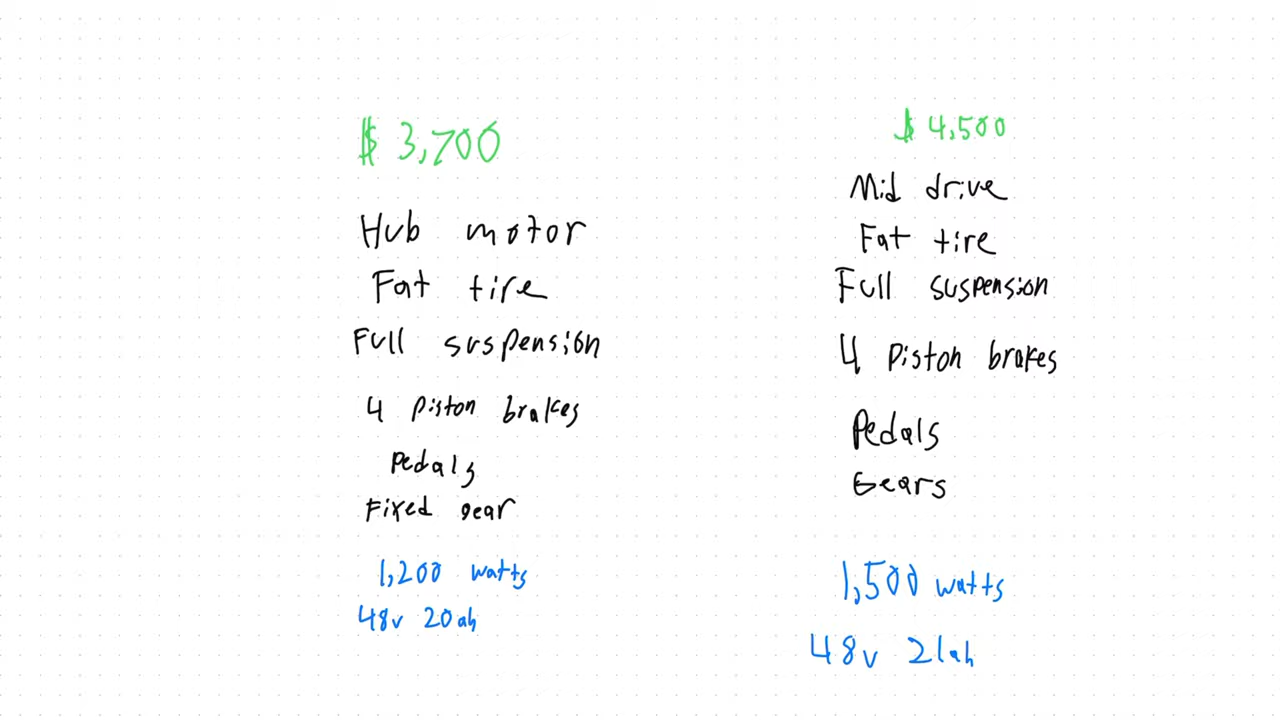 $ 3,700
Hub motor
Fat tire
Full suspension
4 piston brakes
Pedals
Fixed gear
1,200 watts
48v 20ah
$ 4,500
Mid drive
Fat tire
Full suspension
4 Piston brakes
Pedals
Gears
1,500 watts
48v 21ah